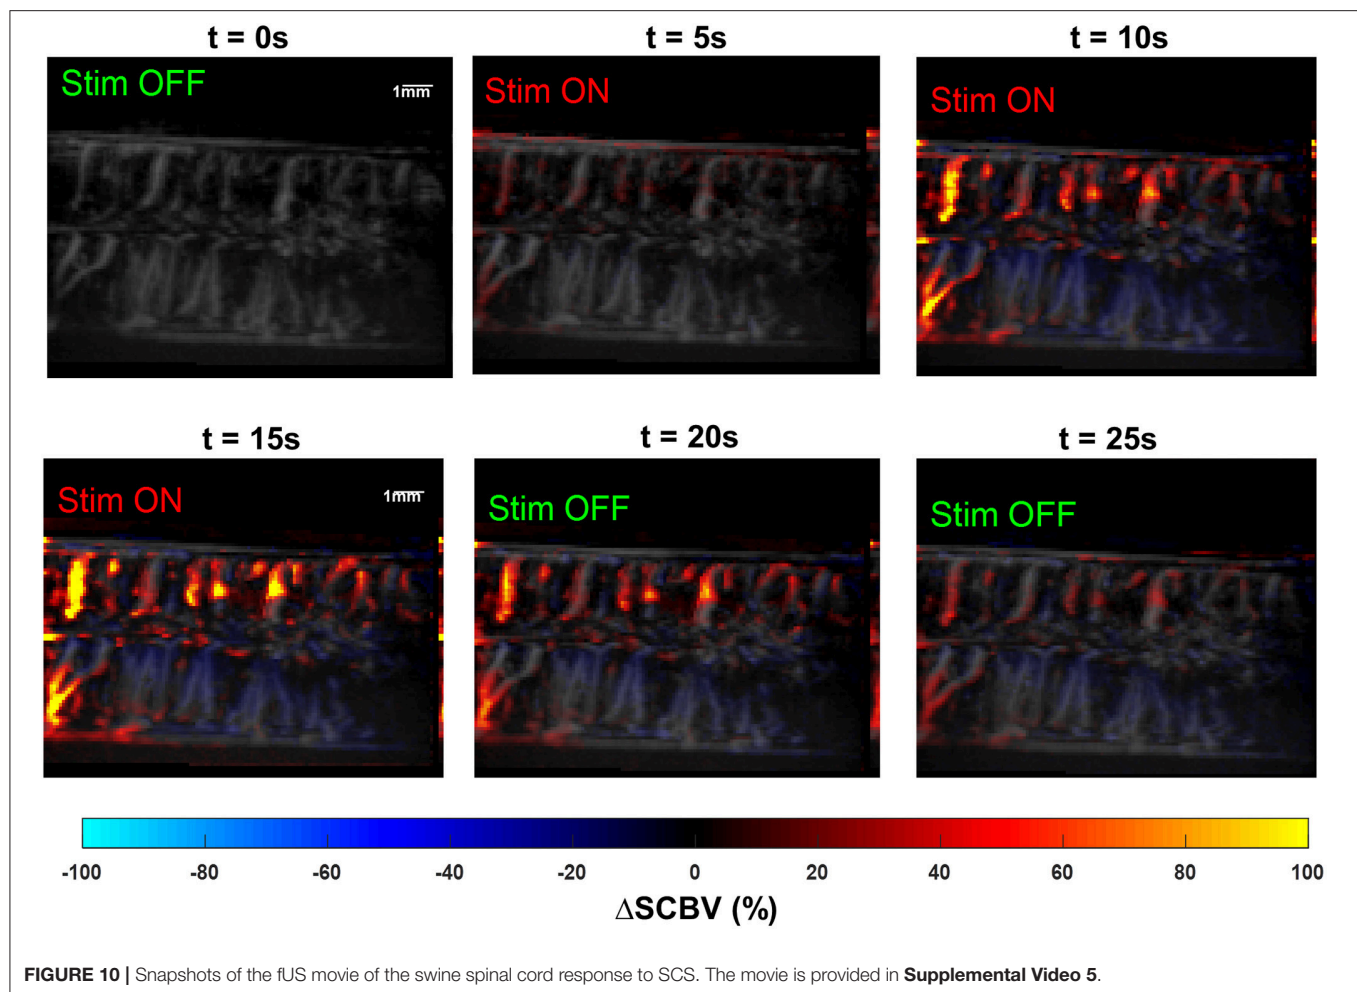 t = 0s
t = 5s
t = 10s
Stim OFF
1mm
Stim ON
Stim ON
t = 15s
t = 20s
t = 25s
Stim ON
1mm
Stim OFF
Stim OFF
-100 -80 -60 -40 -20 0 20 40 60 80 100
ΔSCBV (%)
FIGURE 10 | Snapshots of the fUS movie of the swine spinal cord response to SCS. The movie is provided in Supplemental Video 5.